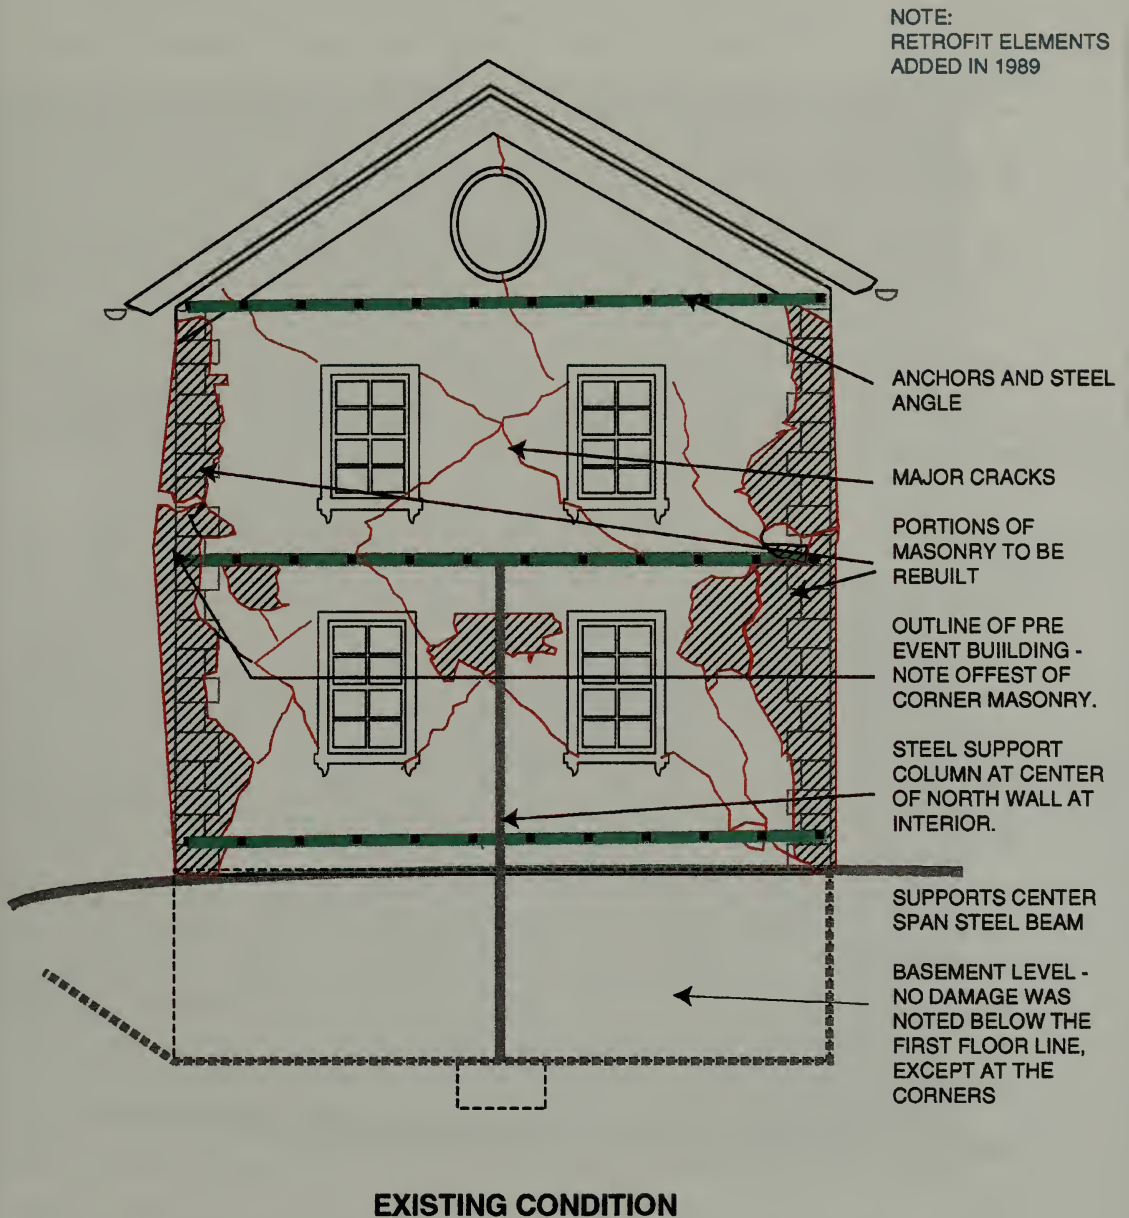 NOTE:
RETROFIT ELEMENTS
ADDED IN 1989
ANCHORS AND STEEL
ANGLE
MAJOR CRACKS
PORTIONS OF
MASONRY TO BE
REBUILT
OUTLINE OF PRE
EVENT BUIILDING -
NOTE OFFEST OF
CORNER MASONRY.
STEEL SUPPORT
COLUMN AT CENTER
OF NORTH WALL AT
INTERIOR.
SUPPORTS CENTER
SPAN STEEL BEAM
BASEMENT LEVEL -
NO DAMAGE WAS
NOTED BELOW THE
FIRST FLOOR LINE,
EXCEPT AT THE
CORNERS
EXISTING CONDITION